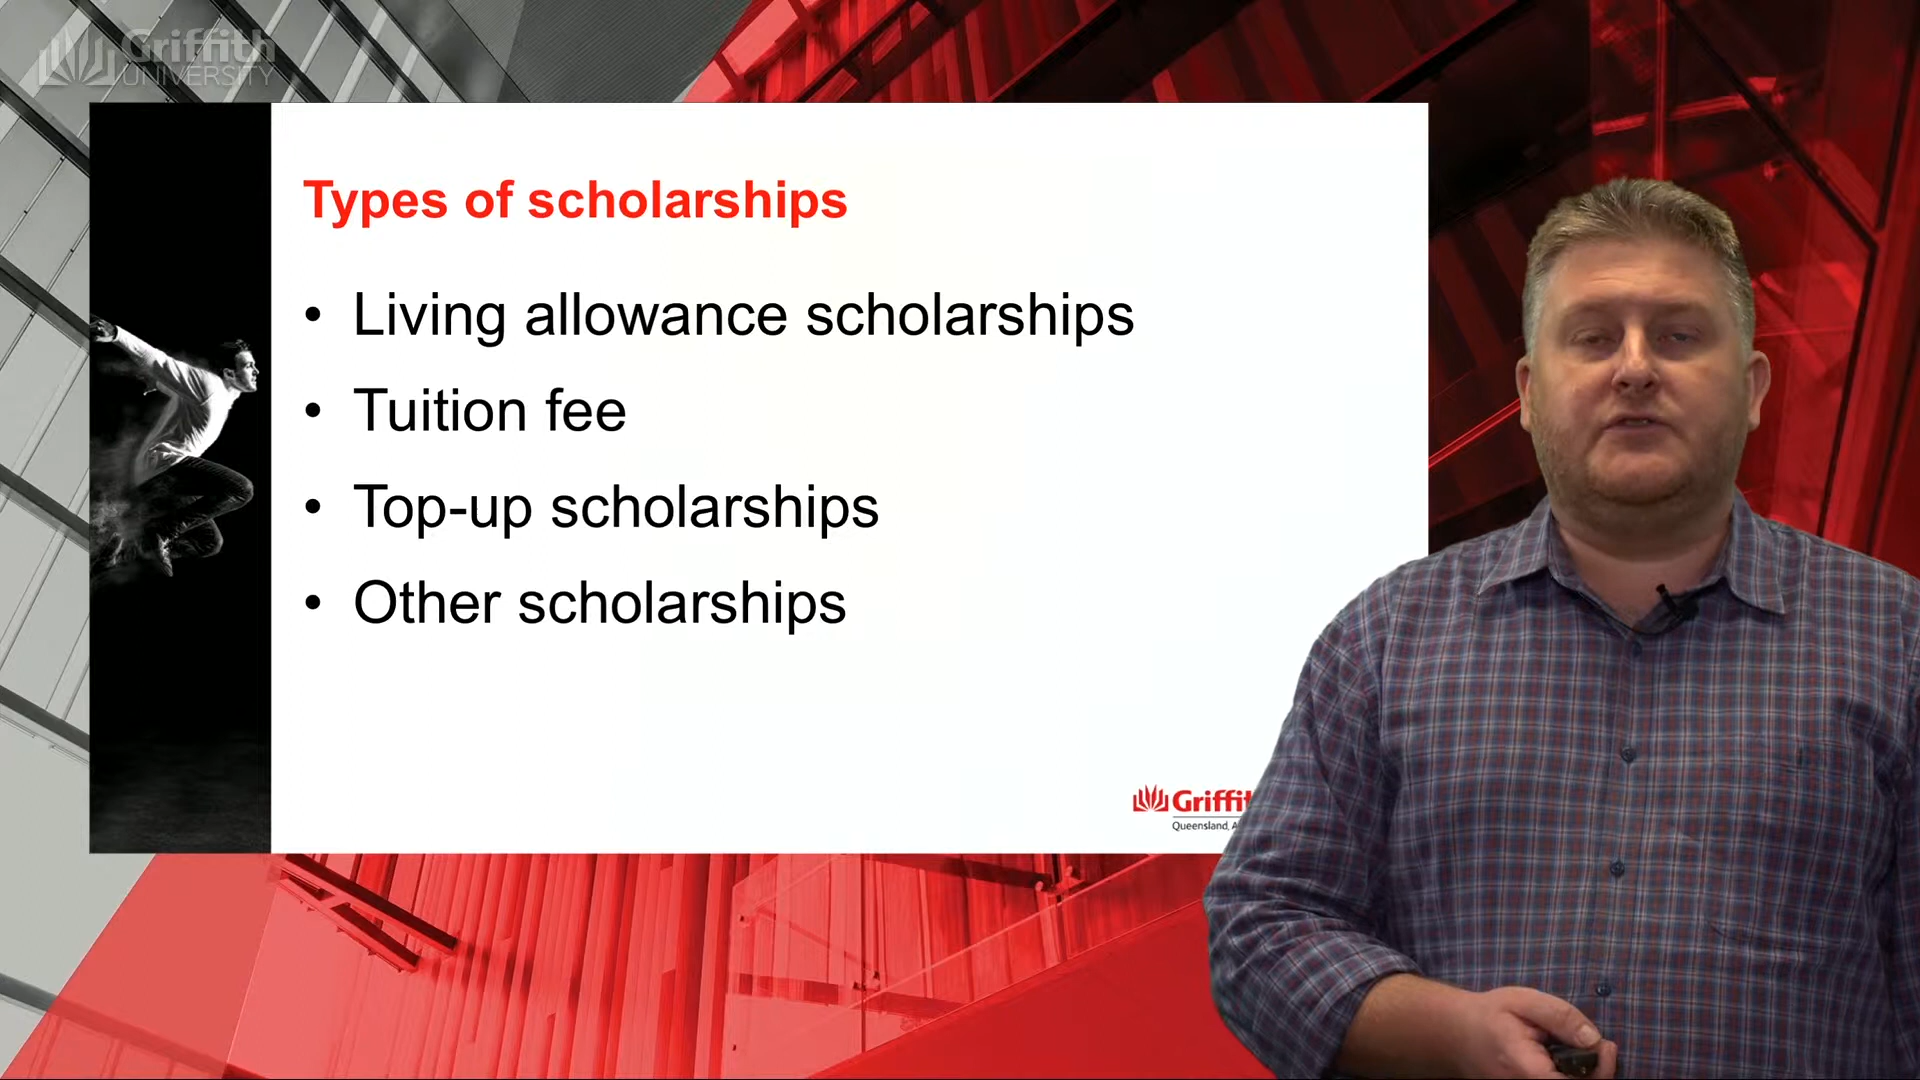 Griffith
UNIVERSITY
Types of scholarships
• Living allowance scholarships
• Tuition fee
• Top-up scholarships
• Other scholarships
Griffit
Queensland, A